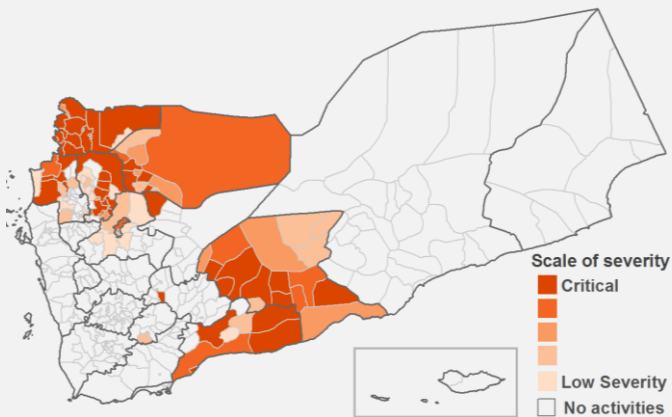 Scale of severity
Critical
Low Severity
No activities